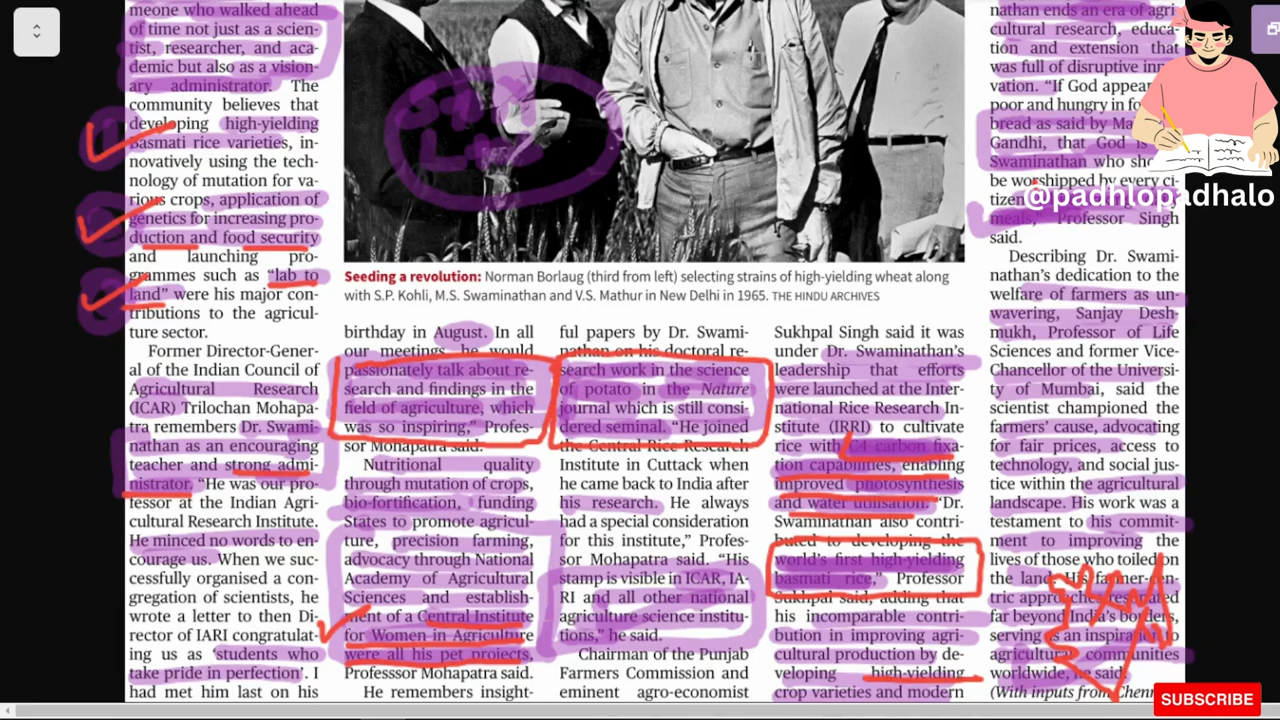 meone who walked ahead
of time not just as a scien-
tist, researcher, and aca-
demic but also as a vision-
ary administrator. The
community believes that
developing high-yielding
basmati rice varieties, in-
novatively using the tech-
nology of mutation for va-
rious crops, application of
genetics for increasing pro-
duction and food security
and launching pro-
grammes such as “lab to
land” were his major con-
tributions to the agricul-
ture sector.
Former Director-Gener-
al of the Indian Council of
Agricultural Research
(ICAR) Trilochan Mohapa-
tra remembers Dr. Swami-
nathan as an encouraging
teacher and strong admi-
nistrator. “He was our pro-
fessor at the Indian Agri-
cultural Research Institute.
He minced no words to en-
courage us. When we suc-
cessfully organised a con-
gregation of scientists, he
wrote a letter to then Di-
rector of IARI congratulat-
ing us as ‘students who
take pride in perfection’. I
had met him last on his
Seeding a revolution: Norman Borlaug (third from left) selecting strains of high-yielding wheat along
with S.P. Kohli, M.S. Swaminathan and V.S. Mathur in New Delhi in 1965. THE HINDU ARCHIVES
birthday in August. In all
our meetings, he would
passionately talk about re-
search and findings in the
field of agriculture, which
was so inspiring,” Profes-
sor Mohapatra said.
Nutritional quality
through mutation of crops,
bio-fortification, funding
States to promote agricul-
ture, precision farming,
advocacy through National
Academy of Agricultural
Sciences and establish-
ment of a Central Institute
for Women in Agriculture
were all his pet projects,
Professsor Mohapatra said.
He remembers insight-
ful papers by Dr. Swami-
nathan on his doctoral re-
search work in the science
of potato in the Nature
journal which is still consi-
dered seminal. “He joined
the Central Rice Research
Institute in Cuttack when
he came back to India after
his research. He always
had a special consideration
for this institute,” Profes-
sor Mohapatra said. “His
stamp is visible in ICAR, IA-
RI and all other national
agriculture science institu-
tions,” he said.
Chairman of the Punjab
Farmers Commission and
eminent agro-economist
Sukhpal Singh said it was
under Dr. Swaminathan’s
leadership that efforts
were launched at the Inter-
national Rice Research In-
stitute (IRRI) to cultivate
rice with C4 carbon fixa-
tion capabilities, enabling
improved photosynthesis
and water utilisation. “Dr.
Swaminathan also contri-
buted to developing the
world’s first high-yielding
basmati rice,” Professor
Sukhpal said, adding that
his incomparable contri-
bution in improving agri-
cultural production by de-
veloping high-yielding
crop varieties and modern
nathan ends an era of agri
cultural research, educa
tion and extension that
was full of disruptive inn
vation. “If God appear
poor and hungry in fo
bread as said by Ma
Gandhi, that God is
Swaminathan who sho
be worshipped by every ci-
tizen
meals,” Professor Singh
said.
Describing Dr. Swami-
nathan’s dedication to the
welfare of farmers as un-
wavering, Sanjay Desh-
mukh, Professor of Life
Sciences and former Vice-
Chancellor of the Universi-
ty of Mumbai, said the
scientist championed the
farmers’ cause, advocating
for fair prices, access to
technology, and social jus-
tice within the agricultural
landscape. His work was a
testament to his commit-
ment to improving the
lives of those who toiled on
the land. His farmer-cen-
tric approaches resonated
far beyond India’s borders,
serving as an inspiration to
agricultural communities
worldwide, he said.
(With inputs from Chenn
@padhlopadhalo
SUBSCRIBE